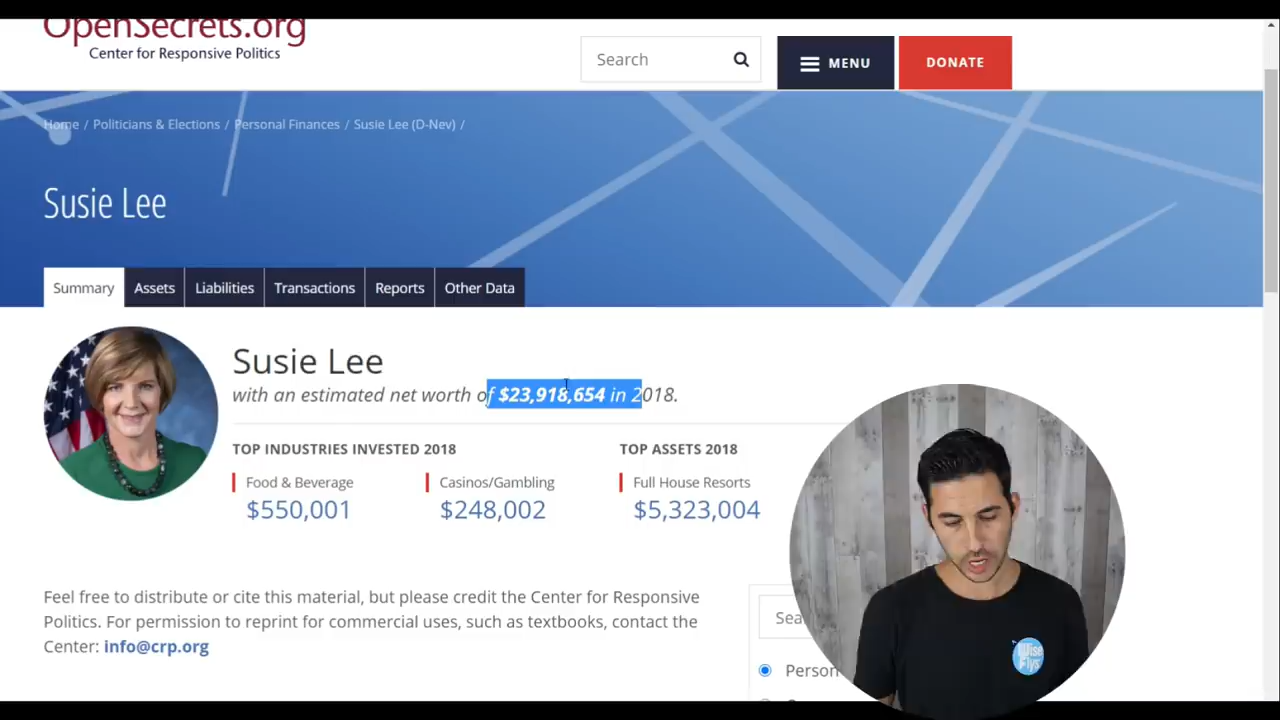 OpenSecrets.org
Center for Responsive Politics
Search
MENU
DONATE
Home / Politicians & Elections / Personal Finances / Susie Lee (D-Nev) /
Susie Lee
Summary Assets Liabilities Transactions Reports Other Data
Susie Lee
with an estimated net worth of $23,918,654 in 2018.
TOP INDUSTRIES INVESTED 2018
TOP ASSETS 2018
Food & Beverage
Casinos/Gambling
Full House Resorts
$550,001
$248,002
$5,323,004
Feel free to distribute or cite this material, but please credit the Center for Responsive
Politics. For permission to reprint for commercial uses, such as textbooks, contact the
Center: info@crp.org
Sea
Person
Wise
Flys